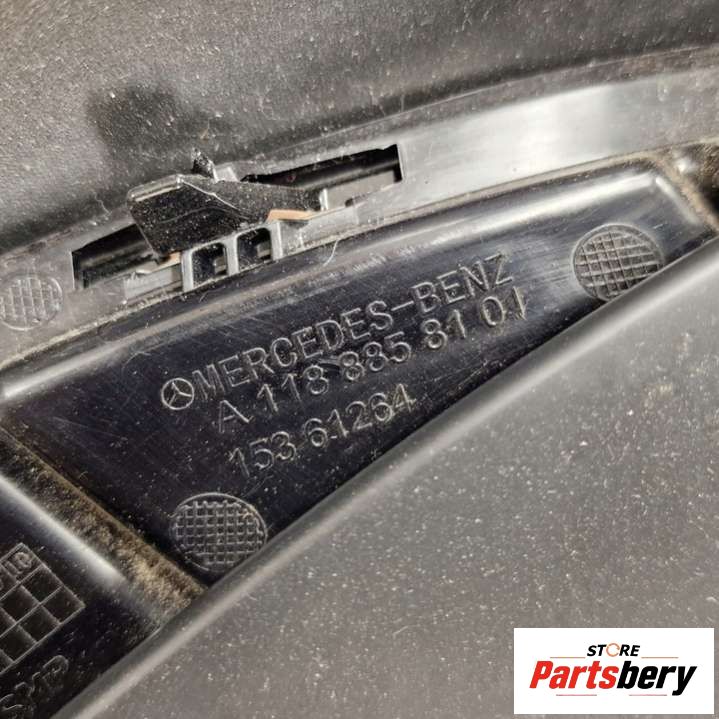 MERCEDES-BENZ
A 118 885 81 01
153 61264
STORE
Partsbery